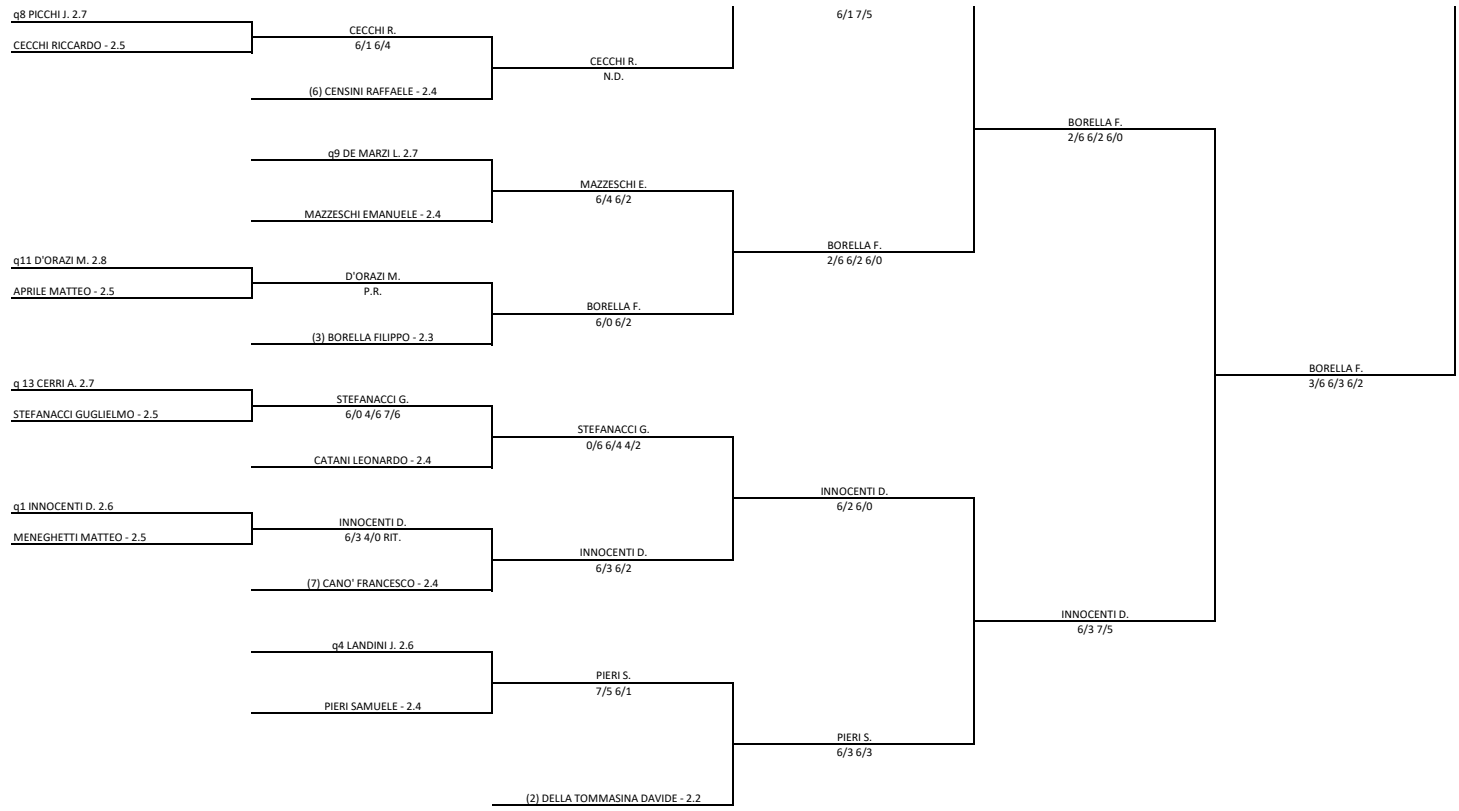 q8 PICCHI J. 2.7
CECCHI RICCARDO - 2.5
CECCHI R.
6/1 6/4
(6) CENSINI RAFFAELE - 2.4
CECCHI R.
N.D.
6/1 7/5
q9 DE MARZI L. 2.7
MAZZESCHI EMANUELE - 2.4
MAZZESCHI E.
6/4 6/2
q11 D'ORAZI M. 2.8
APRILE MATTEO - 2.5
D'ORAZI M.
P.R.
(3) BORELLA FILIPPO - 2.3
BORELLA F.
6/0 6/2
BORELLA F.
2/6 6/2 6/0
BORELLA F.
2/6 6/2 6/0
q 13 CERRI A. 2.7
STEFANACCI GUGLIELMO - 2.5
STEFANACCI G.
6/0 4/6 7/6
CATANI LEONARDO - 2.4
STEFANACCI G.
0/6 6/4 4/2
q1 INNOCENTI D. 2.6
MENEGHETTI MATTEO - 2.5
INNOCENTI D.
6/3 4/0 RIT.
(7) CANO' FRANCESCO - 2.4
INNOCENTI D.
6/3 6/2
INNOCENTI D.
6/2 6/0
q4 LANDINI J. 2.6
PIERI SAMUELE - 2.4
PIERI S.
7/5 6/1
(2) DELLA TOMMASINA DAVIDE - 2.2
PIERI S.
6/3 6/3
INNOCENTI D.
6/3 7/5
BORELLA F.
3/6 6/3 6/2